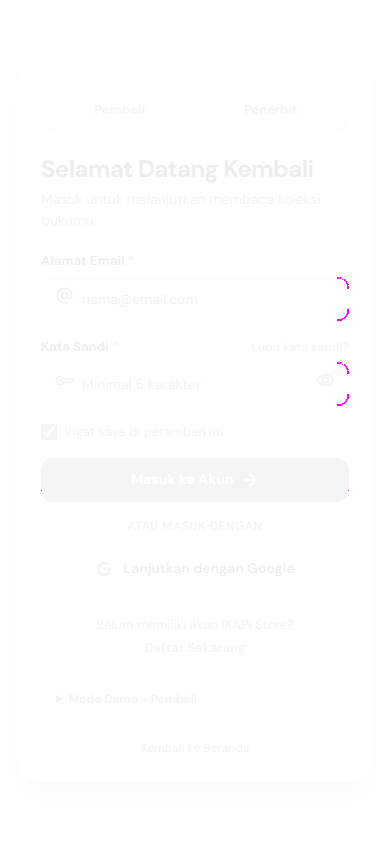 Pembeli
Penerbit
Selamat Datang Kembali
Masuk untuk melanjutkan membaca koleksi
bukumu.
Alamat Email *
nama@email.com
Kata Sandi *
Lupa kata sandi?
Minimal 6 karakter
Ingat saya di peramban ini
Masuk ke Akun →
ATAU MASUK DENGAN
Lanjutkan dengan Google
Belum memiliki akun IKAPI Store?
Daftar Sekarang
Mode Demo - Pembeli
Kembali ke Beranda